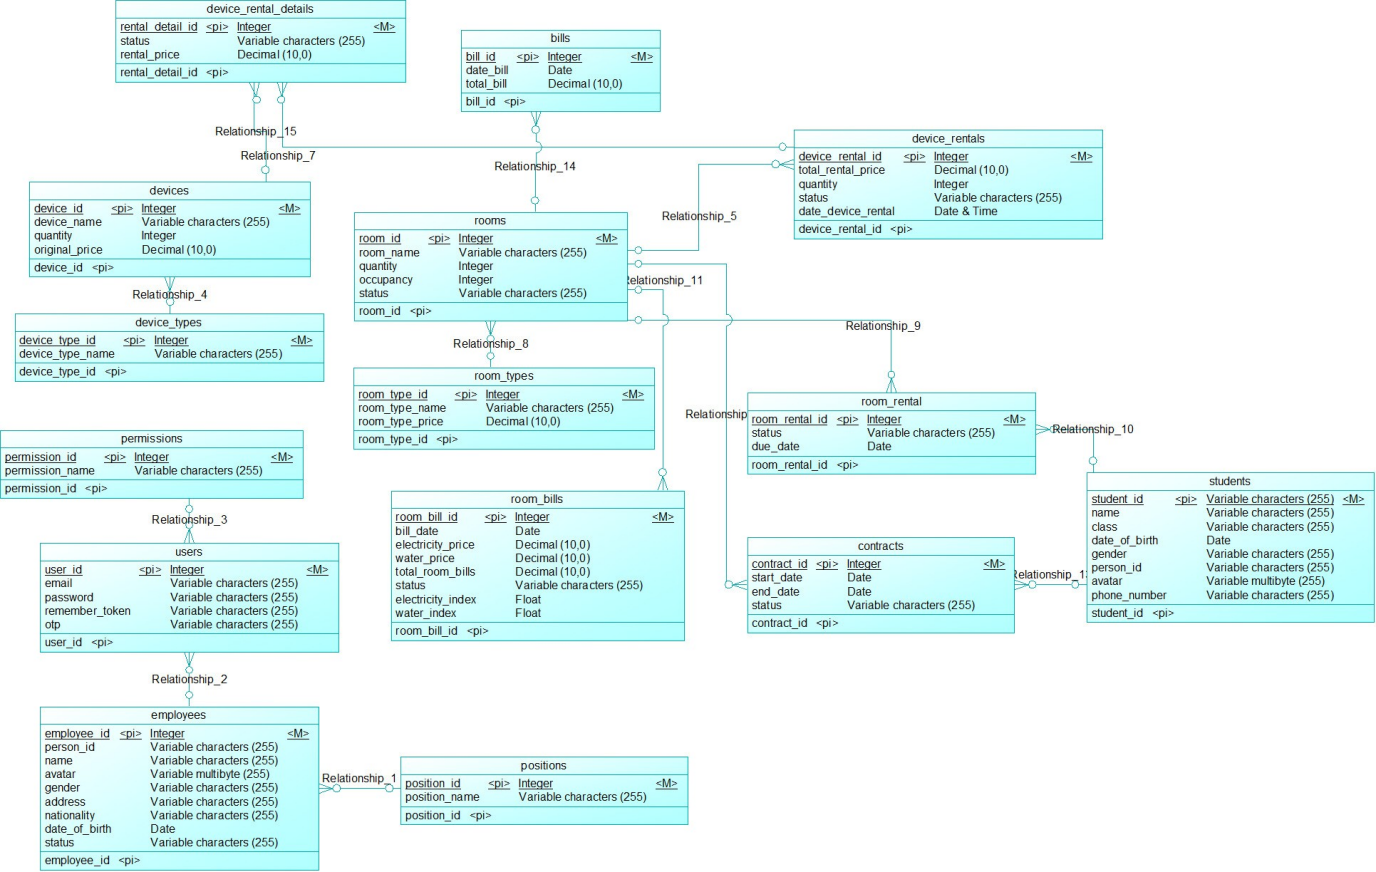 device_rental_details
rental_detail_id <pi> Integer <M>
status Variable characters (255)
rental_price Decimal (10,0)
rental_detail_id <pi>
bills
bill_id <pi> Integer <M>
date_bill Date
total_bill Decimal (10,0)
bill_id <pi>
Relationship_15
Relationship_7
Relationship_14
device_rentals
device_rental_id <pi> Integer <M>
total_rental_price Decimal (10,0)
quantity Integer
status Variable characters (255)
date_device_rental Date & Time
device_rental_id <pi>
devices
device_id <pi> Integer <M>
device_name Variable characters (255)
quantity Integer
original_price Decimal (10,0)
device_id <pi>
rooms
room_id <pi> Integer <M>
room_name Variable characters (255)
quantity Integer
occupancy Integer
status Variable characters (255)
room_id <pi>
Relationship_5
elationship_11
Relationship_4
device_types
device_type_id <pi> Integer <M>
device_type_name Variable characters (255)
device_type_id <pi>
Relationship_8
Relationship_9
room_types
room_type_id <pi> Integer <M>
room_type_name Variable characters (255)
room_type_price Decimal (10,0)
room_type_id <pi>
Relationship
room_rental
room_rental_id <pi> Integer <M>
status Variable characters (255)
due_date Date
room_rental_id <pi>
Relationship_10
permissions
permission_id <pi> Integer <M>
permission_name Variable characters (255)
permission_id <pi>
Relationship_3
students
student_id <pi> Variable characters (255) <M>
name Variable characters (255)
class Variable characters (255)
date_of_birth Date
gender Variable characters (255)
person_id Variable characters (255)
avatar Variable multibyte (255)
phone_number Variable characters (255)
student_id <pi>
room_bills
room_bill_id <pi> Integer <M>
bill_date Date
electricity_price Decimal (10,0)
water_price Decimal (10,0)
total_room_bills Decimal (10,0)
status Variable characters (255)
electricity_index Float
water_index Float
room_bill_id <pi>
contracts
contract_id <pi> Integer <M>
start_date Date
end_date Date
status Variable characters (255)
contract_id <pi>
elationship_1
users
user_id <pi> Integer <M>
email Variable characters (255)
password Variable characters (255)
remember_token Variable characters (255)
otp Variable characters (255)
user_id <pi>
Relationship_2
employees
employee_id <pi> Integer <M>
person_id Variable characters (255)
name Variable characters (255)
avatar Variable multibyte (255)
gender Variable characters (255)
address Variable characters (255)
nationality Variable characters (255)
date_of_birth Date
status Variable characters (255)
employee_id <pi>
Relationship_1
positions
position_id <pi> Integer <M>
position_name Variable characters (255)
position_id <pi>